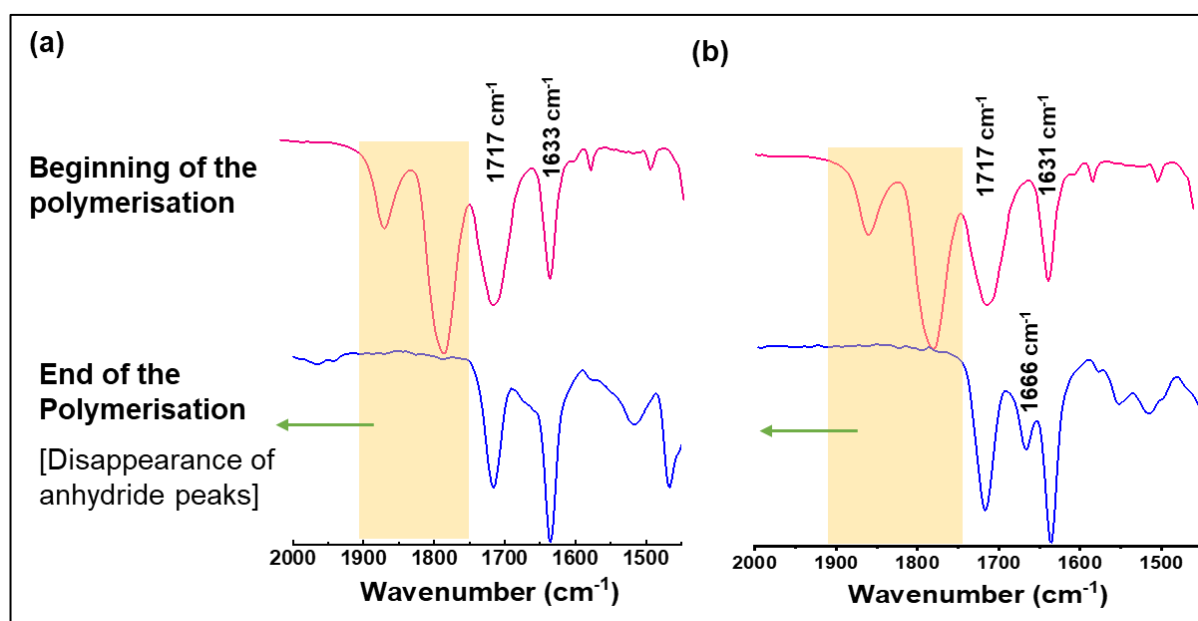 (a)
(b)
Beginning of the
polymerisation
1717 cm-1
1633 cm-1
1717 cm-1
1631 cm-1
1666 cm-1
End of the
Polymerisation
[Disappearance of
anhydride peaks]
2000 1900 1800 1700 1600 1500
Wavenumber (cm-1)
2000 1900 1800 1700 1600 1500
Wavenumber (cm-1)